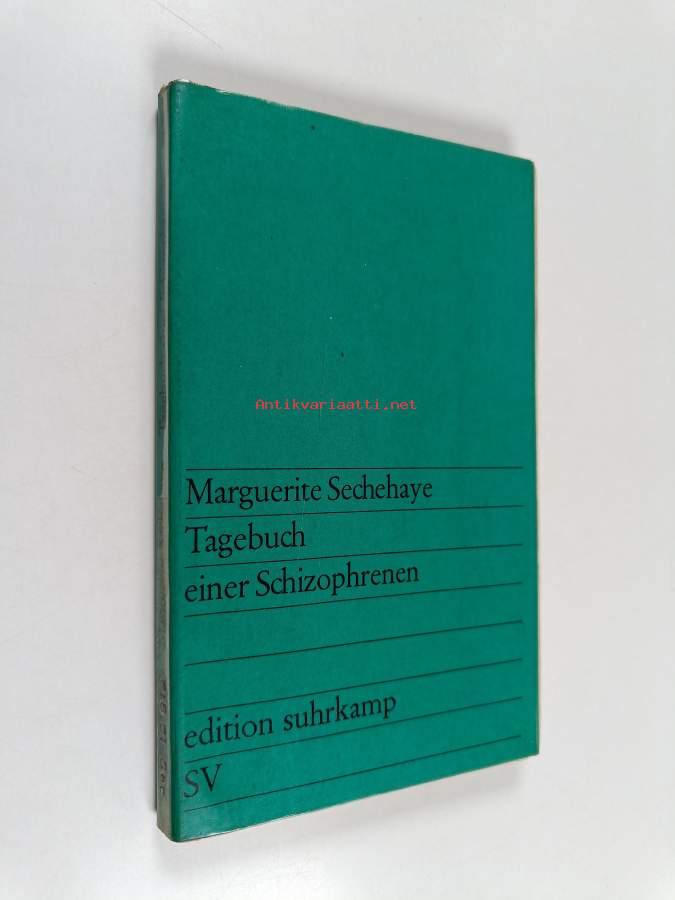 Antikvariaatti.net
Marguerite Sechehaye
Tagebuch
einer Schizophrenen
edition suhrkamp
SV